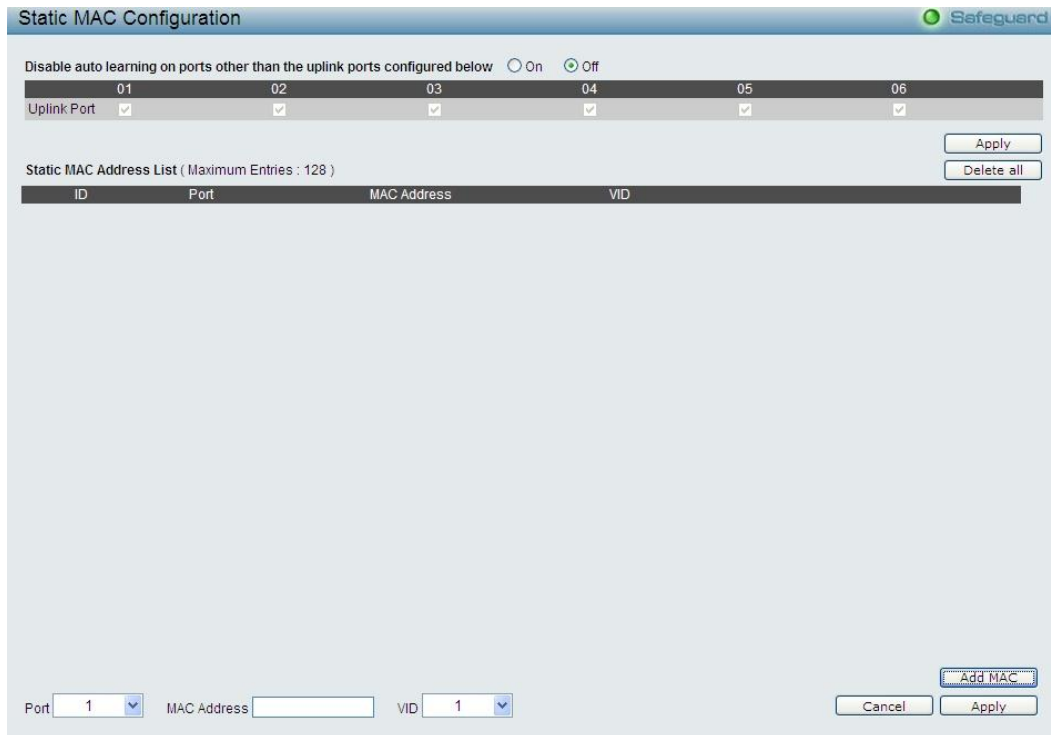 Static MAC Configuration
Safeguard
Disable auto learning on ports other than the uplink ports configured below On Off
01 02 03 04 05 06
Uplink Port
Apply
Static MAC Address List ( Maximum Entries : 128 )
Delete all
ID Port MAC Address VID
Add MAC
Port 1 MAC Address VID 1 Cancel Apply